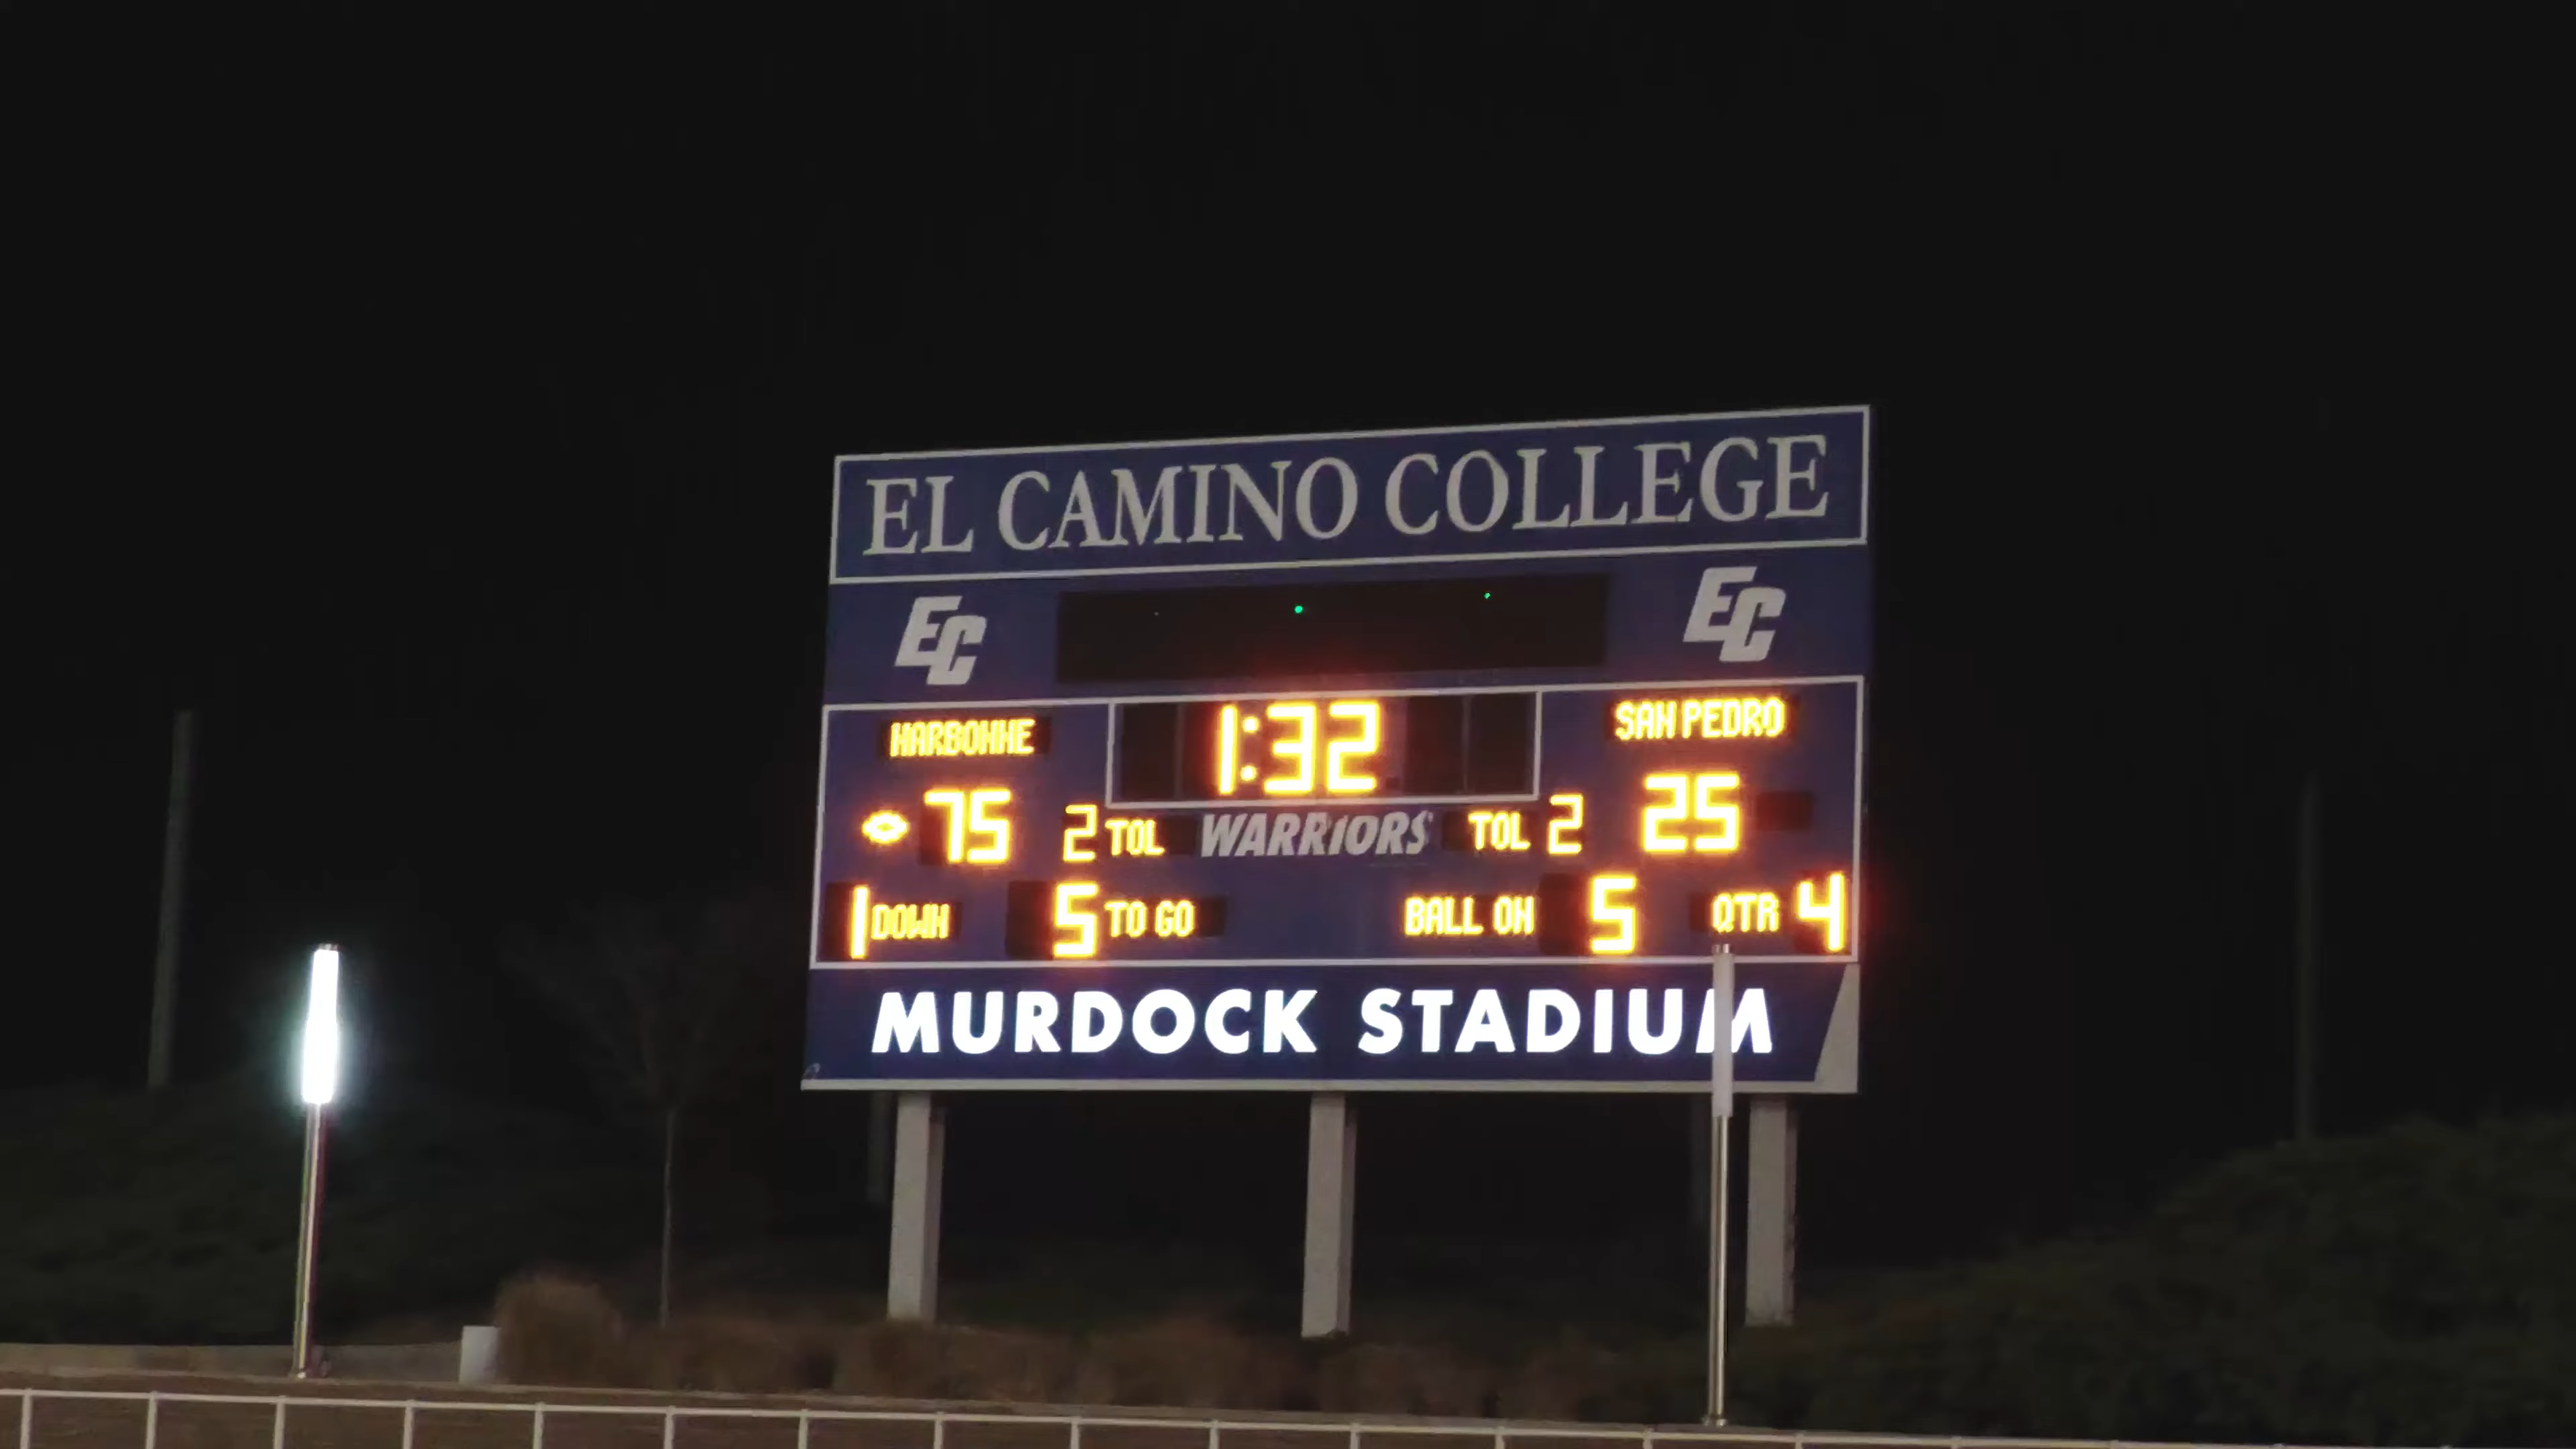 EL CAMINO COLLEGE
EC EC
NARBONNE 1:32 SAN PEDRO
75 2 TOL WARRIORS TOL 2 25
1 DOWN 5 TO GO BALL ON 5 QTR 4
MURDOCK STADIUM